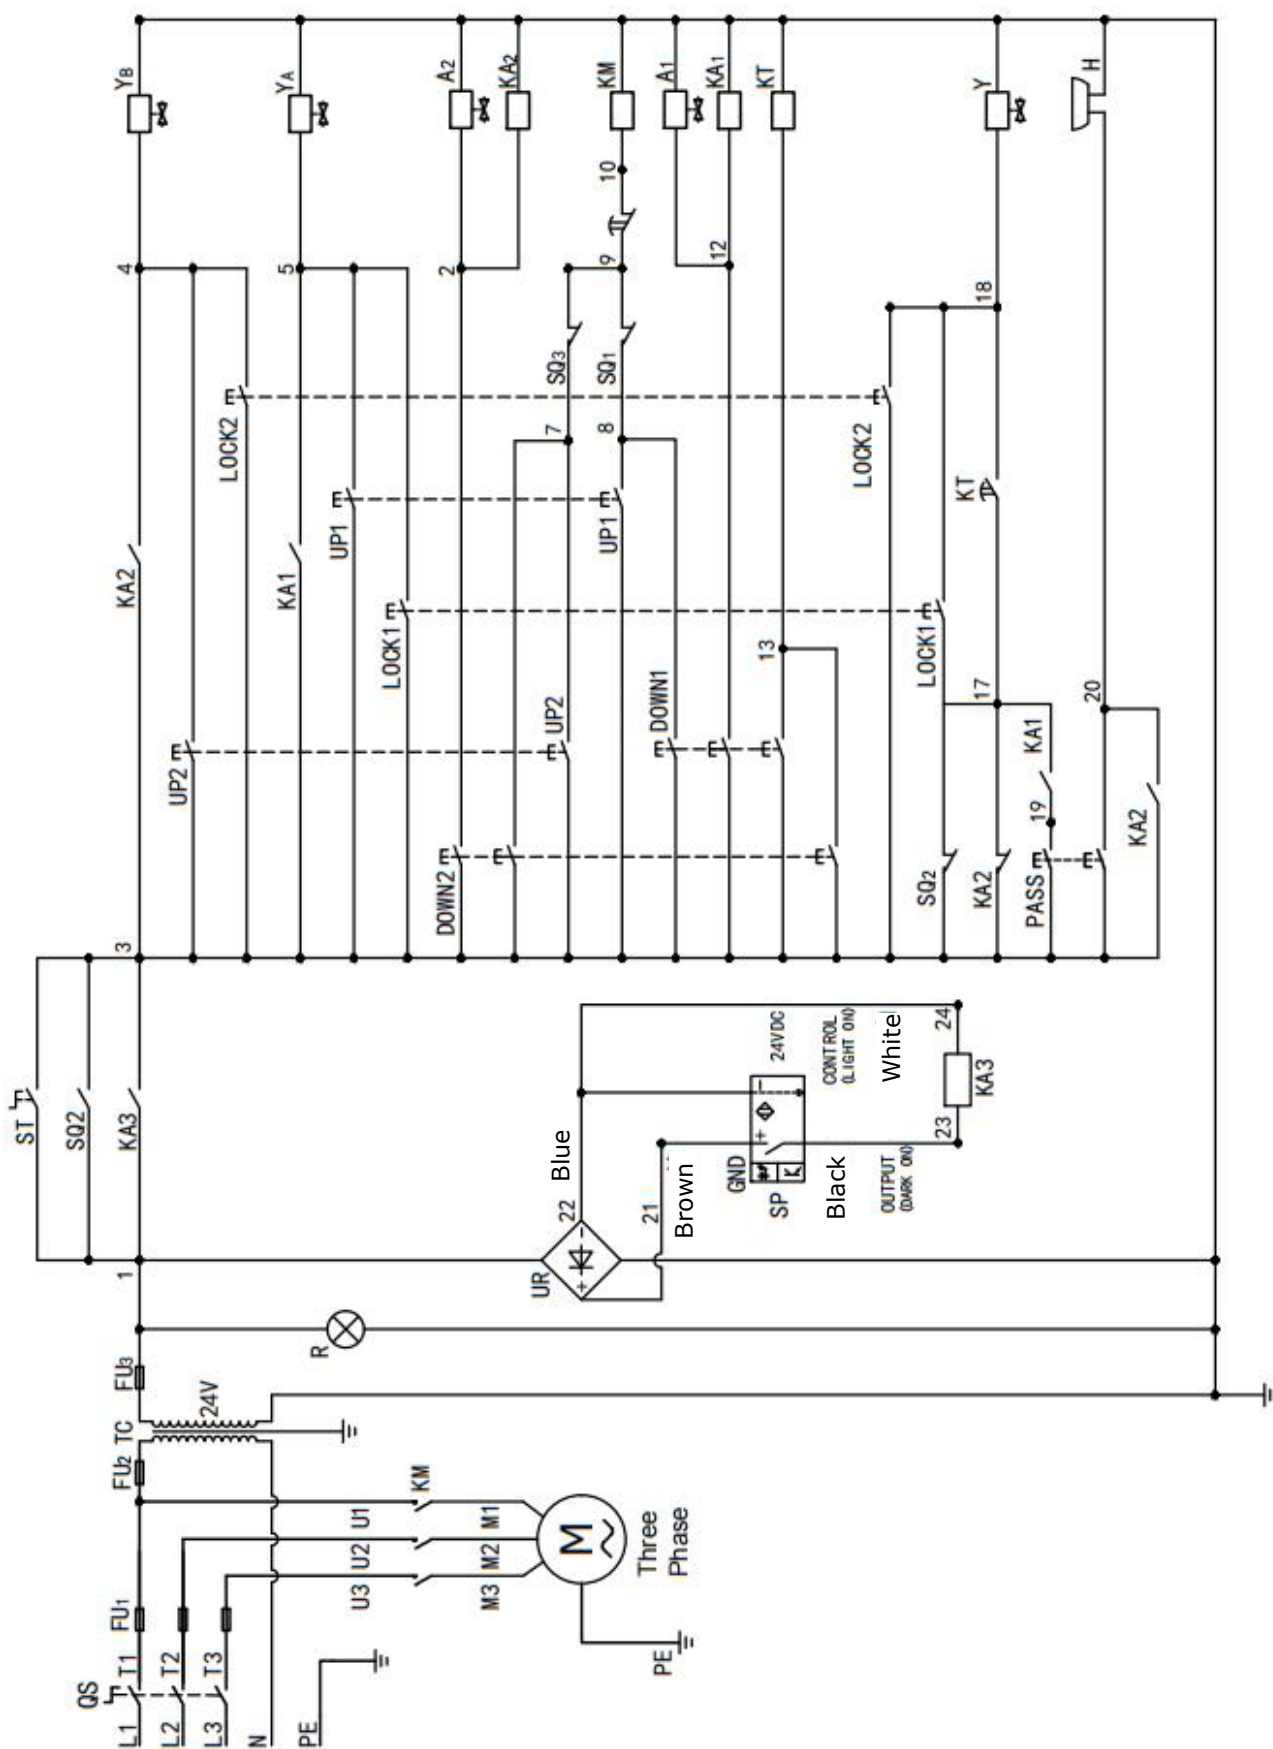 YB
YA
A2
KA2
KM
A1
KA1
KT
Y
H
10
4
5
2
9
12
18
SQ3
SQ1
LOCK2
LOCK2
7
8
KT
UP1
UP1
KA2
KA1
LOCK1
LOCK1
13
17
20
UP2
UP2
DOWN1
KA1
19
KA2
DOWN2
SQ2
KA2
PASS
3
ST
SQ2
KA3
24VDC
CONTROL
(LIGHT ON)
White
24
KA3
23
Blue
Brown
GND
+
-
SP
K
Black
OUTPUT
(DARK ON)
22
21
1
UR
+
-
R
FU3
24V
TC
FU2
KM
U1
U2
U3
M1
M2
M3
M
Three
Phase
FU1
PE
QS
T1
T2
T3
L1
L2
L3
N
PE